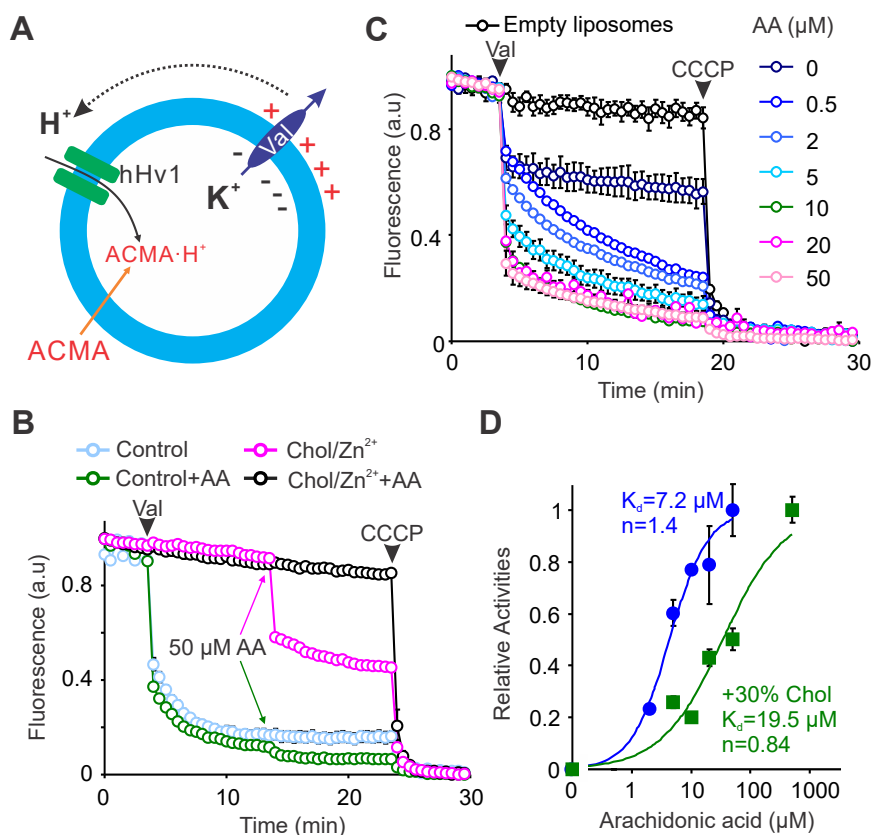 A
H⁺
hHv1
Val
K⁺
+
+
+
+
+
-
-
-
-
ACMA·H⁺
ACMA
B
Control
Chol/Zn²⁺
Control+AA
Chol/Zn²⁺+AA
Val
CCCP
50 µM AA
Fluorescence (a.u)
0.8
0.4
0
0
10
20
30
Time (min)
C
Empty liposomes
AA (µM)
Val
CCCP
0
0.5
2
5
10
20
50
Fluorescence (a.u)
0.8
0.4
0
0
10
20
30
Time (min)
D
K_d=7.2 µM
n=1.4
+30% Chol
K_d=19.5 µM
n=0.84
Relative Activities
1
0.8
0.6
0.4
0.2
0
0
1
10
100
1000
Arachidonic acid (µM)